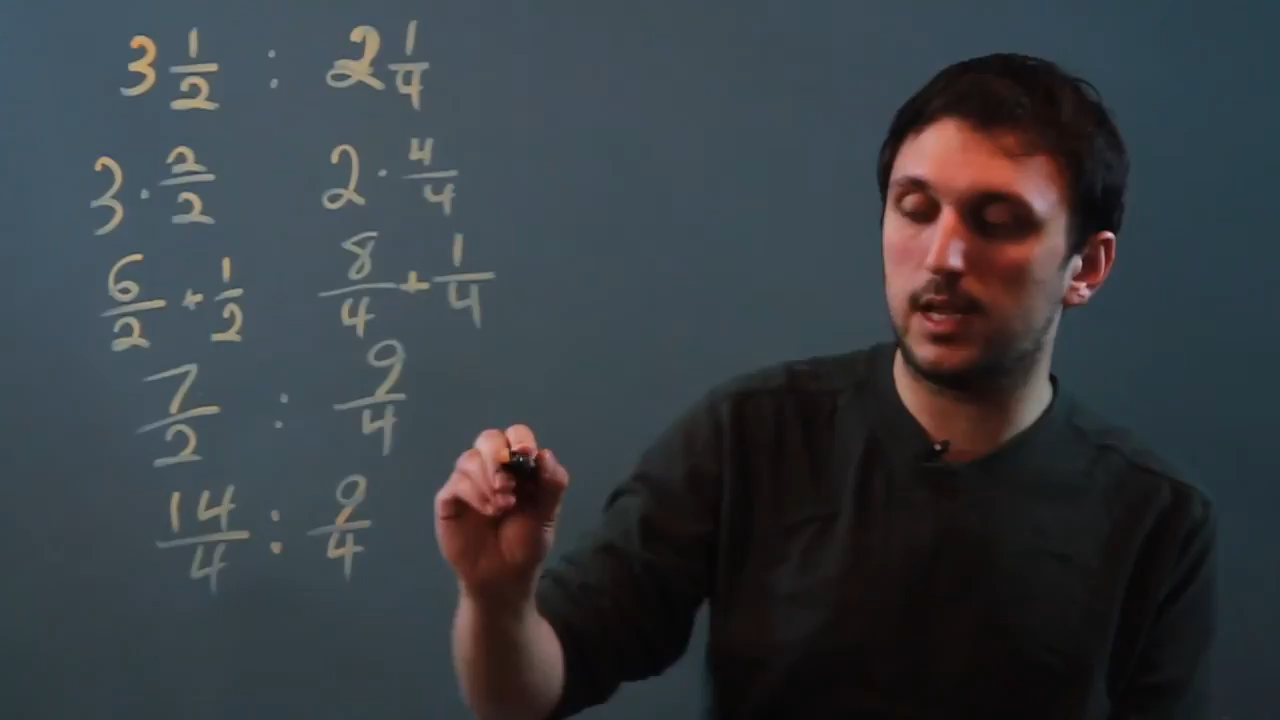 3 1/2 : 2 1/4
3 · 2/2 2 · 4/4
6/2 + 1/2 8/4 + 1/4
7/2 : 9/4
14/4 : 9/4